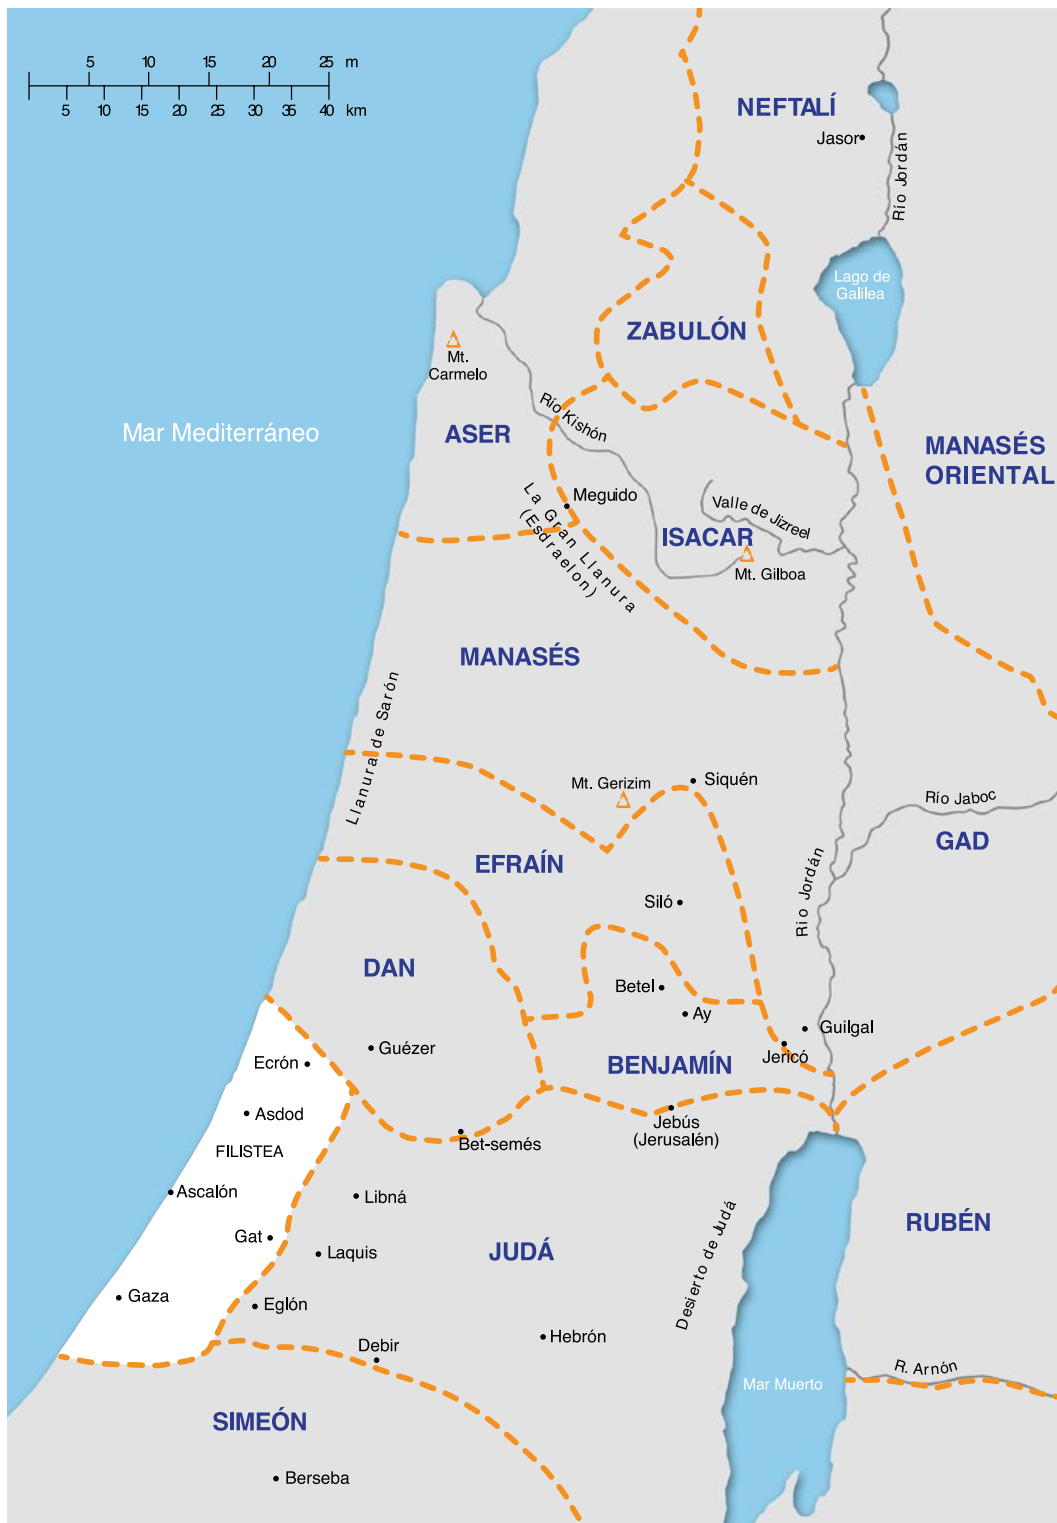 5 10 15 20 25 m
5 10 15 20 25 30 35 40 km
NEFTALÍ
Jasor
Río Jordán
Lago de
Galilea
ZABULÓN
Mt.
Carmelo
Río Kishón
ASER
Mar Mediterráneo
MANASÉS
ORIENTAL
Meguido
La Gran Llanura
(Esdraelon)
Valle de Jizreel
ISACAR
Mt. Gilboa
MANASÉS
Llanura de Sarón
Mt. Gerizim
Siquén
Río Jaboc
GAD
EFRAÍN
Río Jordán
Siló
DAN
Betel
Ay
Guilgal
Jericó
Guézer
Ecrón
BENJAMÍN
Asdod
Jebús
(Jerusalén)
Bet-semés
FILISTEA
Ascalón
Libná
Desierto de Judá
RUBÉN
Gat
Laquis
JUDÁ
Gaza
Eglón
Hebrón
Debir
R. Arnón
Mar Muerto
SIMEÓN
Berseba